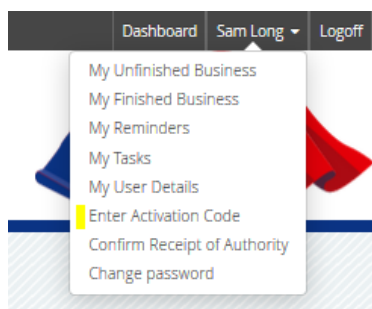 Dashboard Sam Long Logoff
My Unfinished Business
My Finished Business
My Reminders
My Tasks
My User Details
Enter Activation Code
Confirm Receipt of Authority
Change password